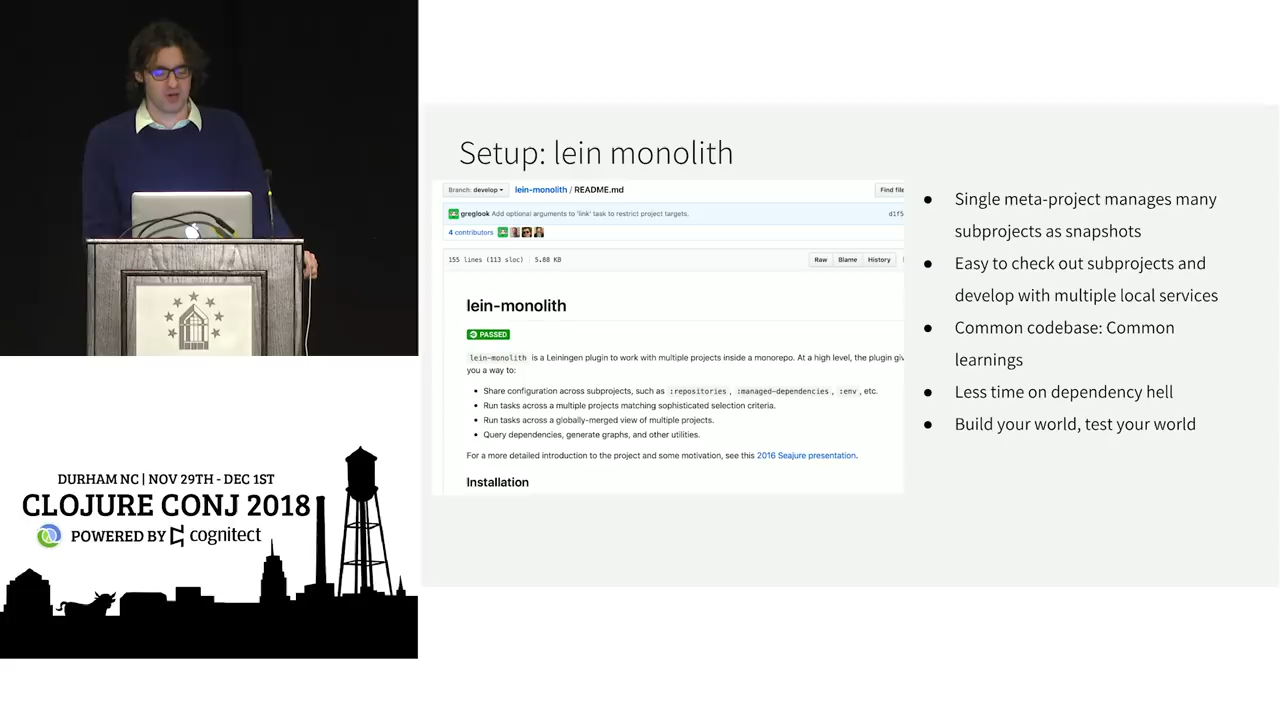 Setup: lein monolith
Branch: develop
lein-monolith / README.md
Find file
greglook Add optional arguments to 'link' task to restrict project targets.
d1f5
4 contributors
155 lines (113 sloc) 5.88 KB
Raw Blame History
lein-monolith
PASSED
lein-monolith is a Leiningen plugin to work with multiple projects inside a monorepo. At a high level, the plugin giv
you a way to:
• Share configuration across subprojects, such as :repositories, :managed-dependencies, :env, etc.
• Run tasks across a multiple projects matching sophisticated selection criteria.
• Run tasks across a globally-merged view of multiple projects.
• Query dependencies, generate graphs, and other utilities.
For a more detailed introduction to the project and some motivation, see this 2016 Seajure presentation.
Installation
● Single meta-project manages many
subprojects as snapshots
● Easy to check out subprojects and
develop with multiple local services
● Common codebase: Common
learnings
● Less time on dependency hell
● Build your world, test your world
DURHAM NC | NOV 29TH - DEC 1ST
CLOJURE CONJ 2018
POWERED BY cognitect